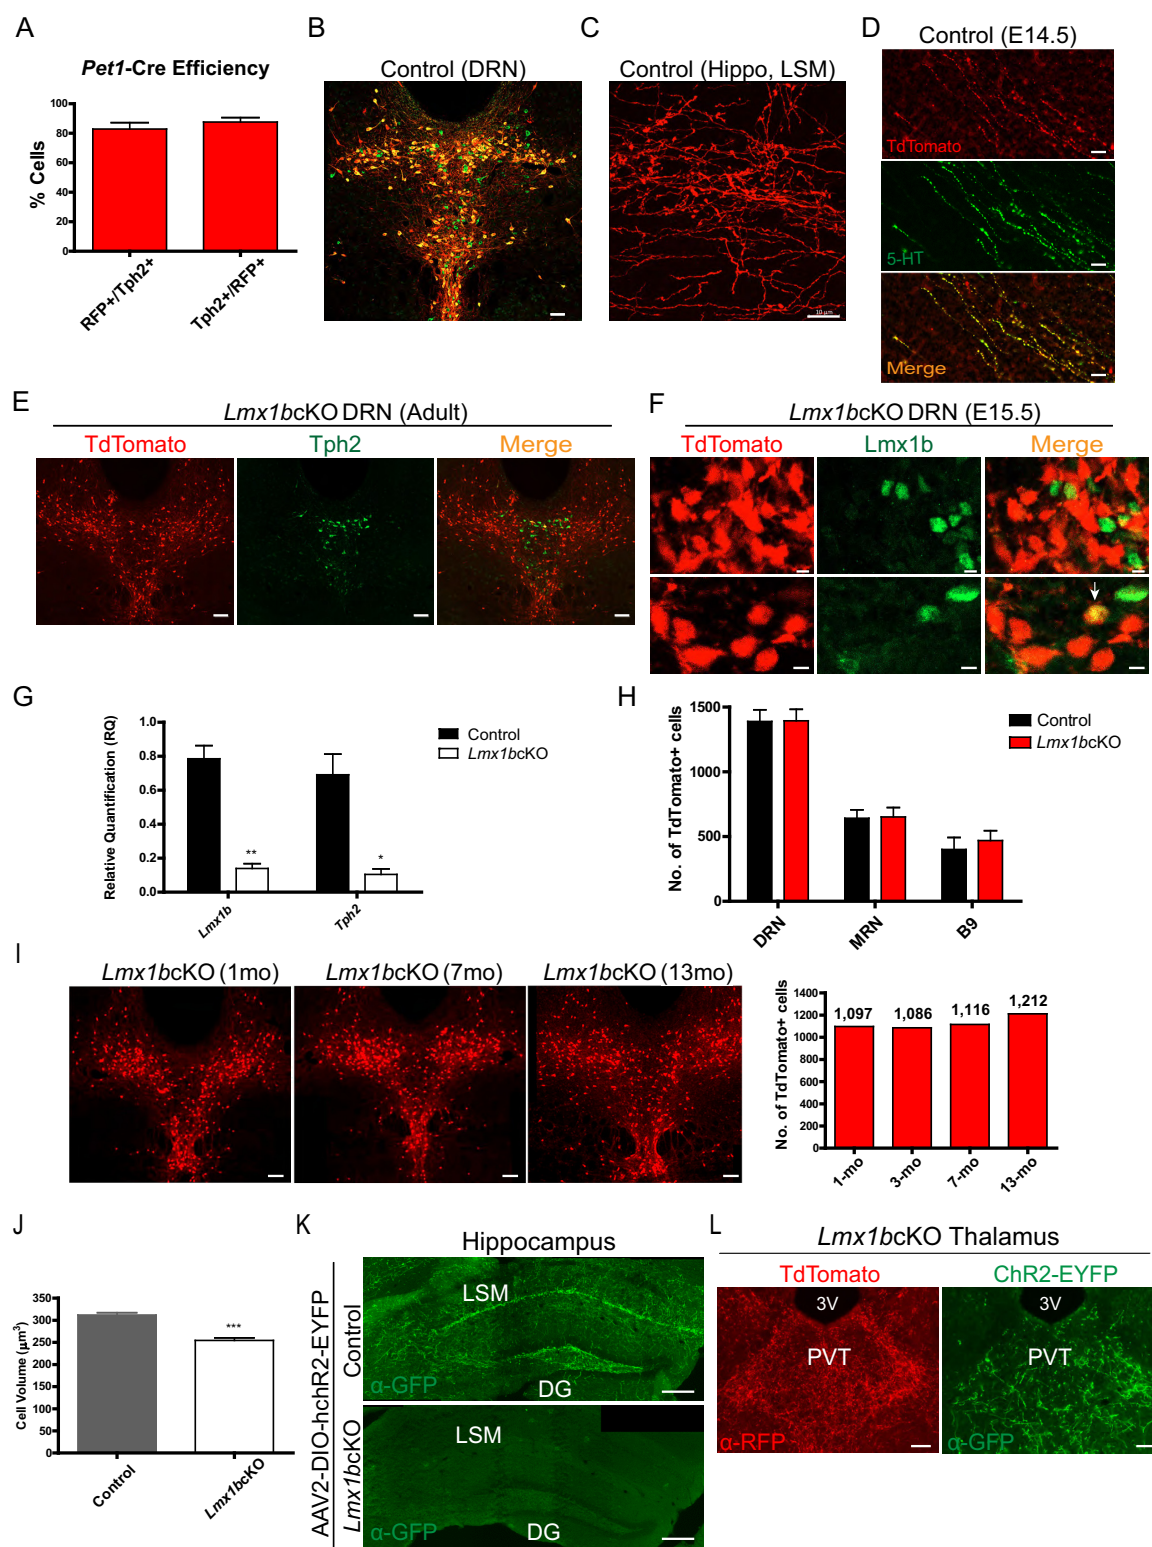 A
Pet1-Cre Efficiency
% Cells
100
80
60
40
20
0
RFP+/Tph2+
Tph2+/RFP+
B
Control (DRN)
C
Control (Hippo, LSM)
10 μm
D
Control (E14.5)
TdTomato
5-HT
Merge
E
Lmx1bcKO DRN (Adult)
TdTomato
Tph2
Merge
F
Lmx1bcKO DRN (E15.5)
TdTomato
Lmx1b
Merge
G
Relative Quantification (RQ)
1.0
0.8
0.6
0.4
0.2
0.0
**
*
Lmx1b
Tph2
Control
Lmx1bcKO
H
No. of TdTomato+ cells
1500
1000
500
0
DRN
MRN
B9
Control
Lmx1bcKO
I
Lmx1bcKO (1mo)
Lmx1bcKO (7mo)
Lmx1bcKO (13mo)
No. of TdTomato+ cells
1400
1200
1000
800
600
400
200
0
1,097
1,086
1,116
1,212
1-mo
3-mo
7-mo
13-mo
J
Cell Volume (μm³)
350
300
250
200
150
100
50
0
***
Control
Lmx1bcKO
K
Hippocampus
AAV2-DIO-hchR2-EYFP
Control
LSM
DG
α-GFP
Lmx1bcKO
LSM
DG
α-GFP
L
Lmx1bcKO Thalamus
TdTomato
ChR2-EYFP
3V
PVT
α-RFP
3V
PVT
α-GFP